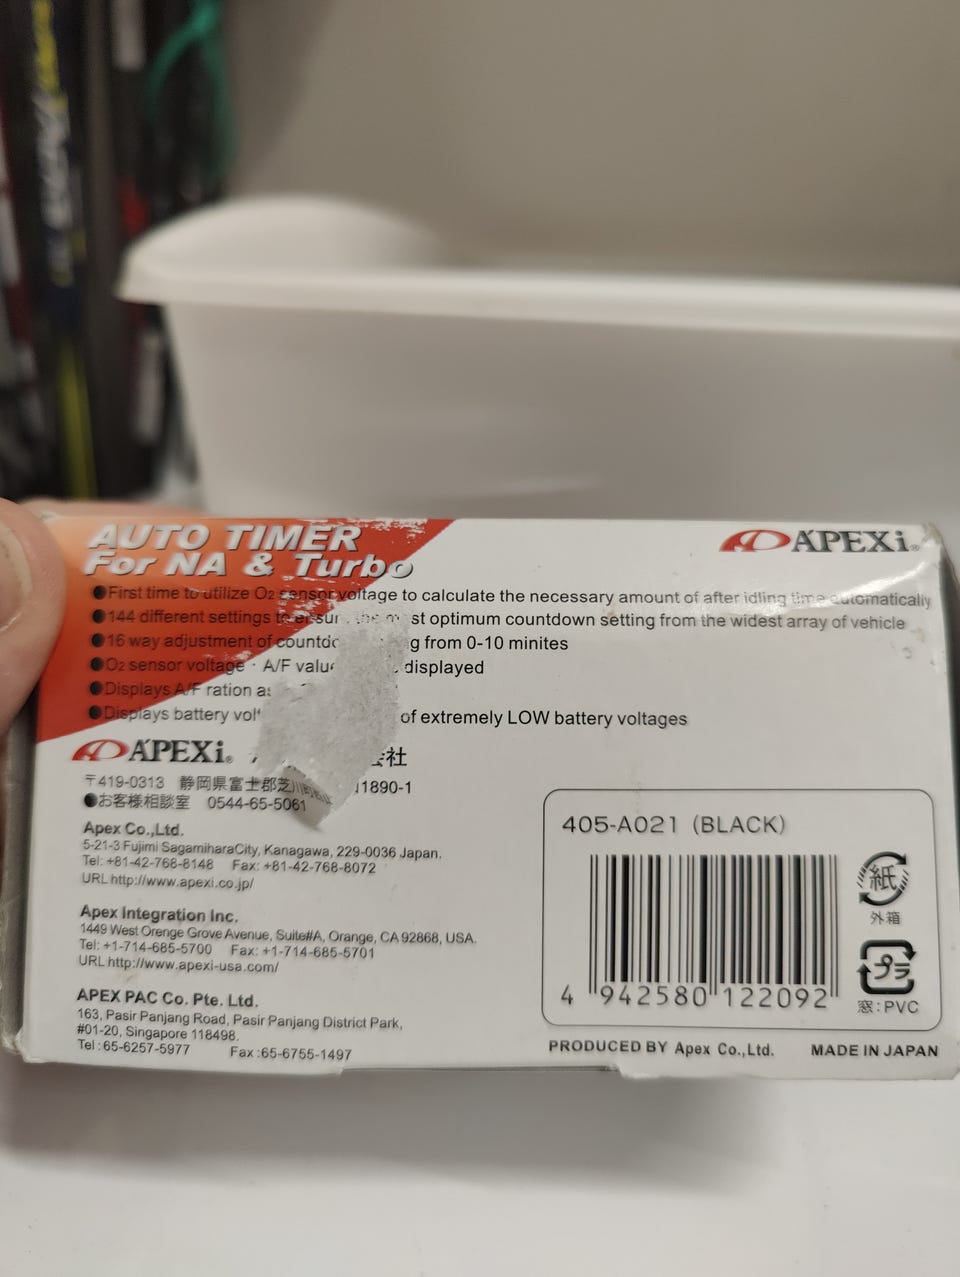 AUTO TIMER
For NA & Turbo
APEXi®
●First time to utilize O2 sensor voltage to calculate the necessary amount of after idling time automatically
●144 different settings to ensur the m st optimum countdown setting from the widest array of vehicle
●16 way adjustment of countdo g from 0-10 minites
●O2 sensor voltage · A/F valu displayed
●Displays A/F ration as
●Displays battery volt of extremely LOW battery voltages
APEXi® 会社
〒419-0313 静岡県富士郡芝川町 1890-1
●お客様相談室 0544-65-5061
Apex Co.,Ltd.
5-21-3 Fujimi SagamiharaCity, Kanagawa, 229-0036 Japan.
Tel: +81-42-768-8148 Fax: +81-42-768-8072
URL http://www.apexi.co.jp/
Apex Integration Inc.
1449 West Orenge Grove Avenue, Suite#A, Orange, CA 92868, USA.
Tel: +1-714-685-5700 Fax: +1-714-685-5701
URL http://www.apexi-usa.com/
APEX PAC Co. Pte. Ltd.
163, Pasir Panjang Road, Pasir Panjang District Park,
#01-20, Singapore 118498.
Tel:65-6257-5977 Fax:65-6755-1497
405-A021 (BLACK)
4 942580 122092
紙
外箱
プラ
窓:PVC
PRODUCED BY Apex Co.,Ltd. MADE IN JAPAN